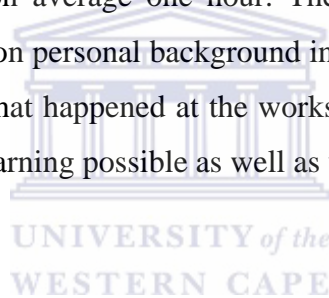 on average one hour. The
on personal background in
hat happened at the works
arning possible as well as
UNIVERSITY of the
WESTERN CAPE